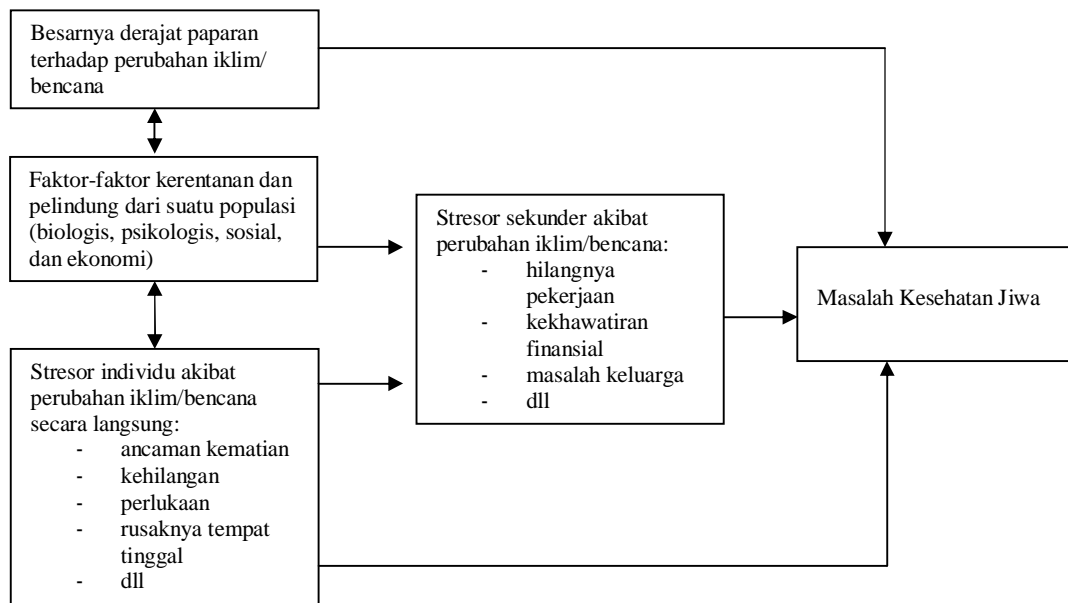 Besarnya derajat paparan
terhadap perubahan iklim/
bencana
Faktor-faktor kerentanan dan
pelindung dari suatu populasi
(biologis, psikologis, sosial,
dan ekonomi)
Stresor individu akibat
perubahan iklim/bencana
secara langsung:
- ancaman kematian
- kehilangan
- perlukaan
- rusaknya tempat
tinggal
- dll
Stresor sekunder akibat
perubahan iklim/bencana:
- hilangnya
pekerjaan
- kekhawatiran
finansial
- masalah keluarga
- dll
Masalah Kesehatan Jiwa